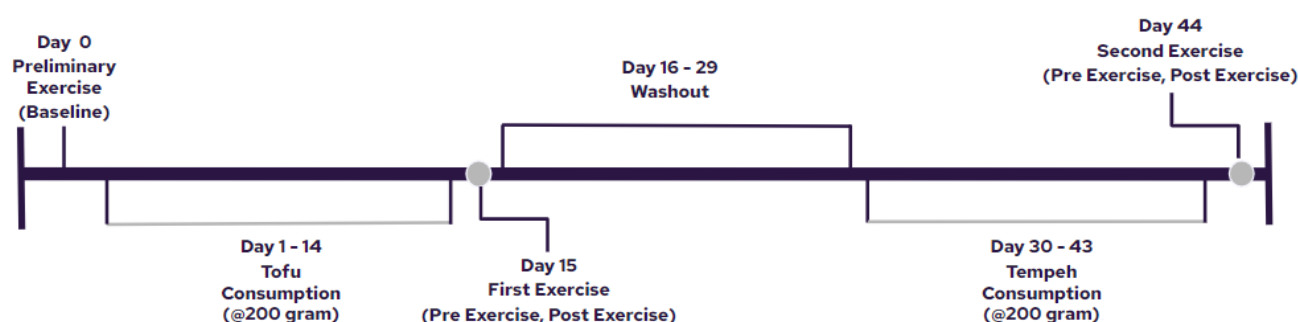 Day 0
Preliminary
Exercise
(Baseline)
Day 1 - 14
Tofu
Consumption
(@200 gram)
Day 15
First Exercise
(Pre Exercise, Post Exercise)
Day 16 - 29
Washout
Day 30 - 43
Tempeh
Consumption
(@200 gram)
Day 44
Second Exercise
(Pre Exercise, Post Exercise)